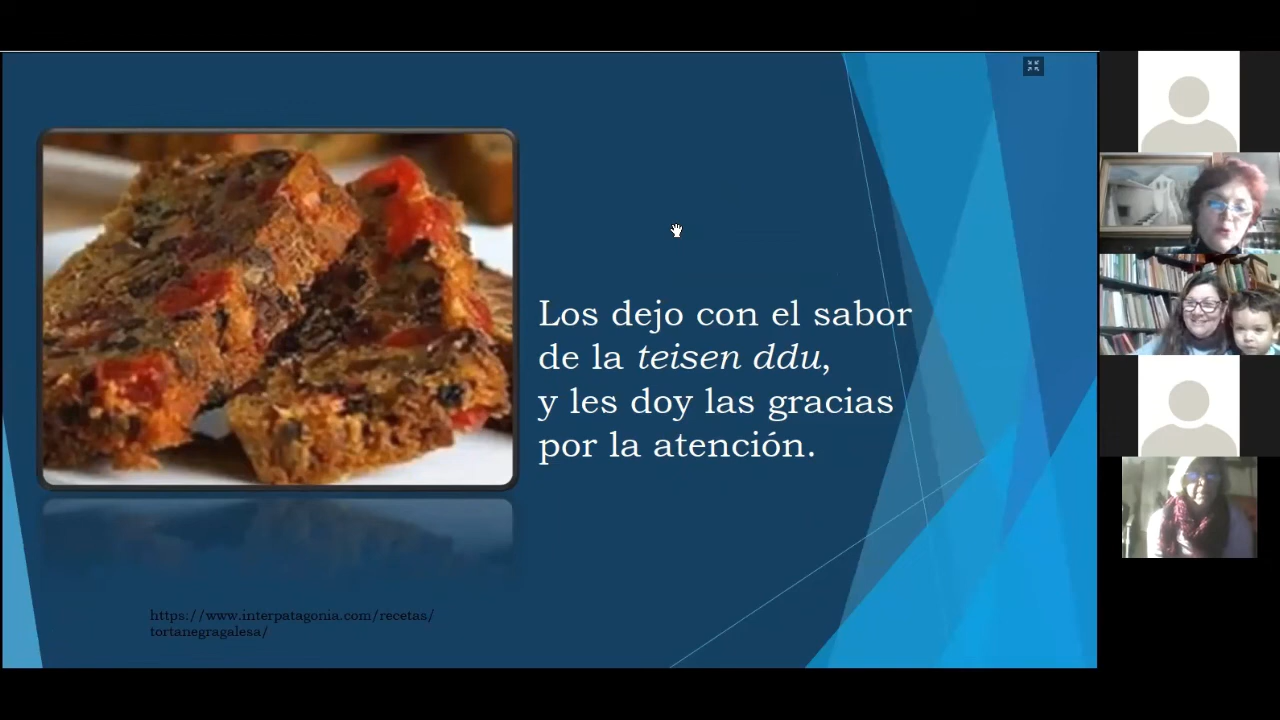 Los dejo con el sabor
de la teisen ddu,
y les doy las gracias
por la atención.
https://www.interpatagonia.com/recetas/
tortanegragalesa/